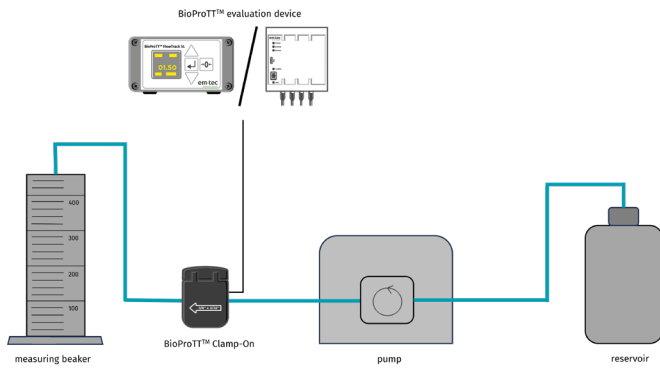 BioProTT™ evaluation device
BioProTT™ FlowTrack SL
01.50
em-tec
400
300
200
100
measuring beaker
BioProTT™ Clamp-On
pump
reservoir